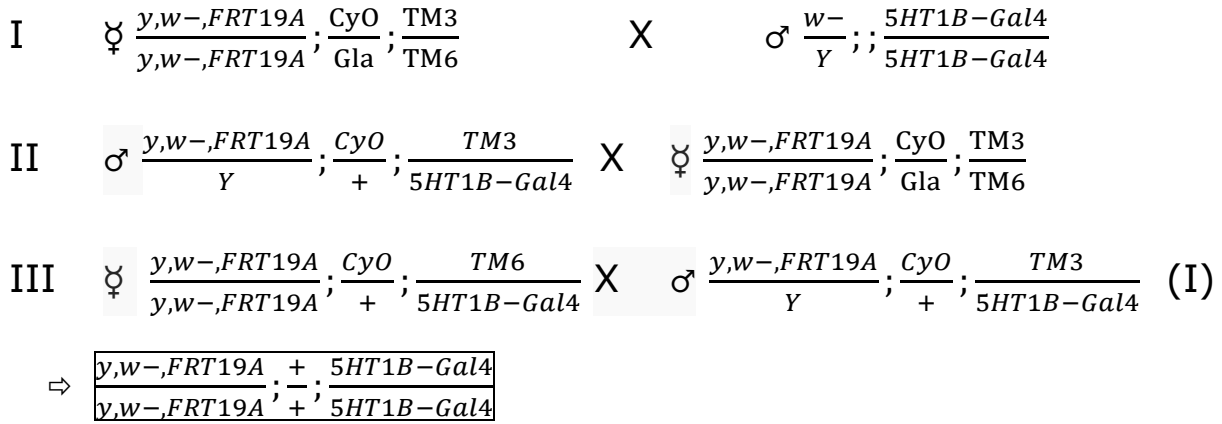 I ☿ y,w−,FRT19A/y,w−,FRT19A ; CyO/Gla ; TM3/TM6 X ♂ w−/Y ; ; 5HT1B−Gal4/5HT1B−Gal4
II ♂ y,w−,FRT19A/Y ; CyO/+ ; TM3/5HT1B−Gal4 X ☿ y,w−,FRT19A/y,w−,FRT19A ; CyO/Gla ; TM3/TM6
III ☿ y,w−,FRT19A/y,w−,FRT19A ; CyO/+ ; TM6/5HT1B−Gal4 X ♂ y,w−,FRT19A/Y ; CyO/+ ; TM3/5HT1B−Gal4 (I)
⇨ y,w−,FRT19A/y,w−,FRT19A ; +/+ ; 5HT1B−Gal4/5HT1B−Gal4